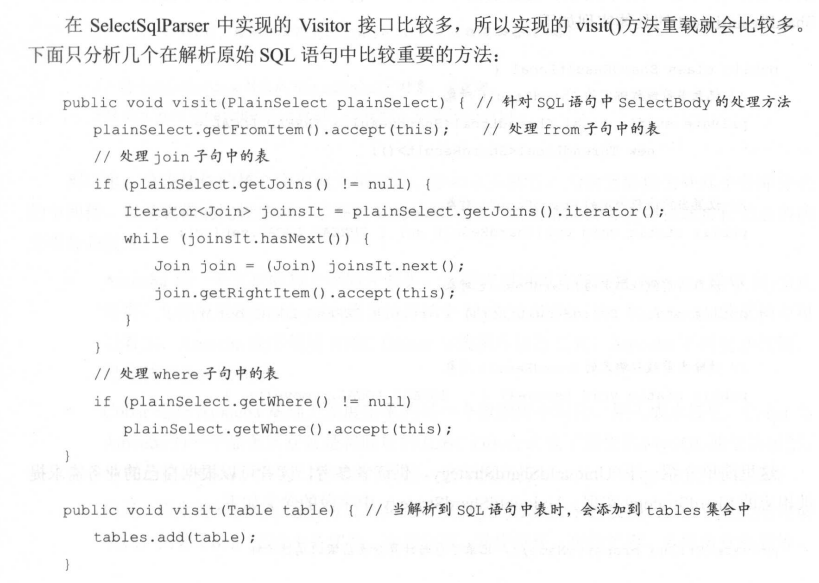 在 SelectSqlParser 中实现的 Visitor 接口比较多，所以实现的 visit()方法重载就会比较多。
下面只分析几个在解析原始 SQL 语句中比较重要的方法：
public void visit(PlainSelect plainSelect) { // 针对 SQL 语句中 SelectBody 的处理方法
plainSelect.getFromItem().accept(this); // 处理 from 子句中的表
// 处理 join 子句中的表
if (plainSelect.getJoins() != null) {
Iterator<Join> joinsIt = plainSelect.getJoins().iterator();
while (joinsIt.hasNext()) {
Join join = (Join) joinsIt.next();
join.getRightItem().accept(this);
}
}
// 处理 where 子句中的表
if (plainSelect.getWhere() != null)
plainSelect.getWhere().accept(this);
}
public void visit(Table table) { // 当解析到 SQL 语句中表时，会添加到 tables 集合中
tables.add(table);
}